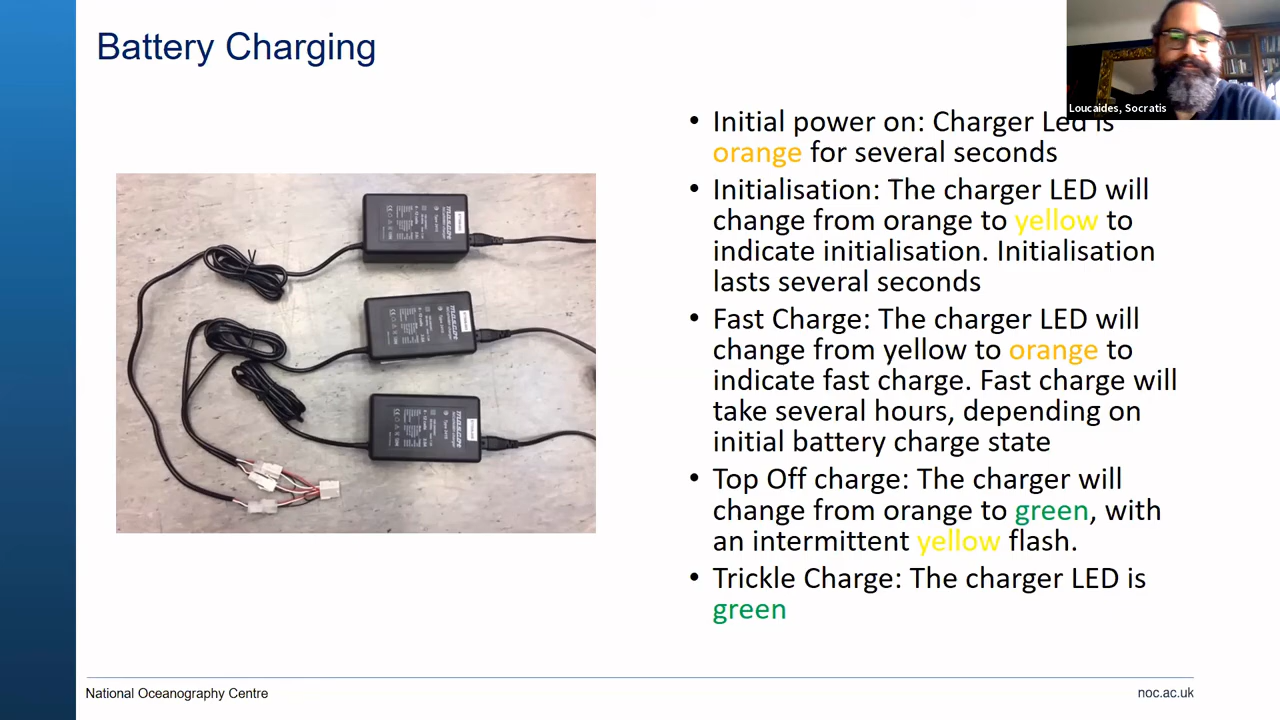 Battery Charging
Loucaides, Socratis
• Initial power on: Charger Led is
orange for several seconds
• Initialisation: The charger LED will
change from orange to yellow to
indicate initialisation. Initialisation
lasts several seconds
• Fast Charge: The charger LED will
change from yellow to orange to
indicate fast charge. Fast charge will
take several hours, depending on
initial battery charge state
• Top Off charge: The charger will
change from orange to green, with
an intermittent yellow flash.
• Trickle Charge: The charger LED is
green
mascot
mascot
mascot
National Oceanography Centre
noc.ac.uk